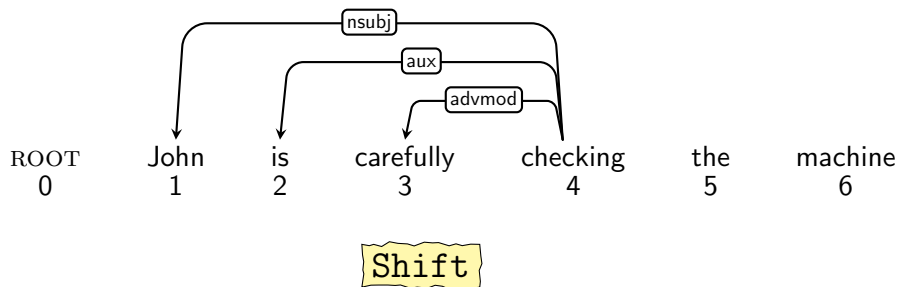 nsubj
aux
advmod
ROOT John is carefully checking the machine
0 1 2 3 4 5 6
Shift